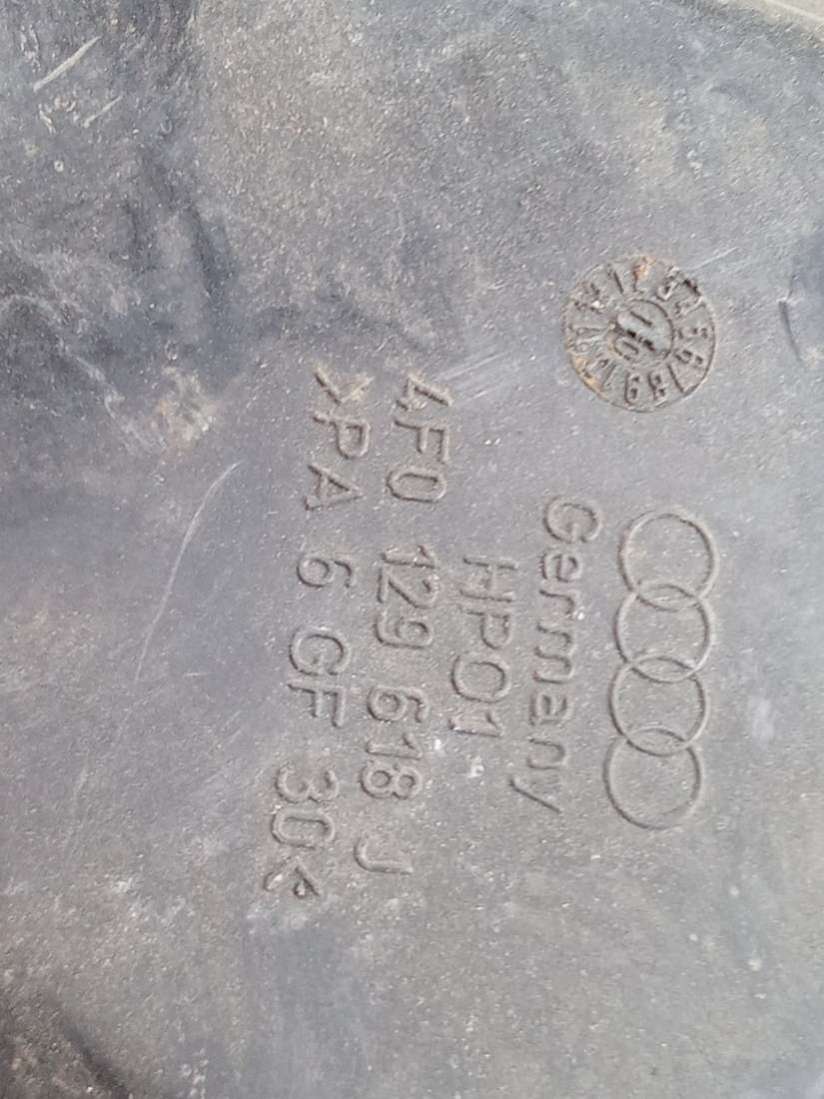 Germany
HP01
4F0 129 618 J
>PA 6 GF 30<